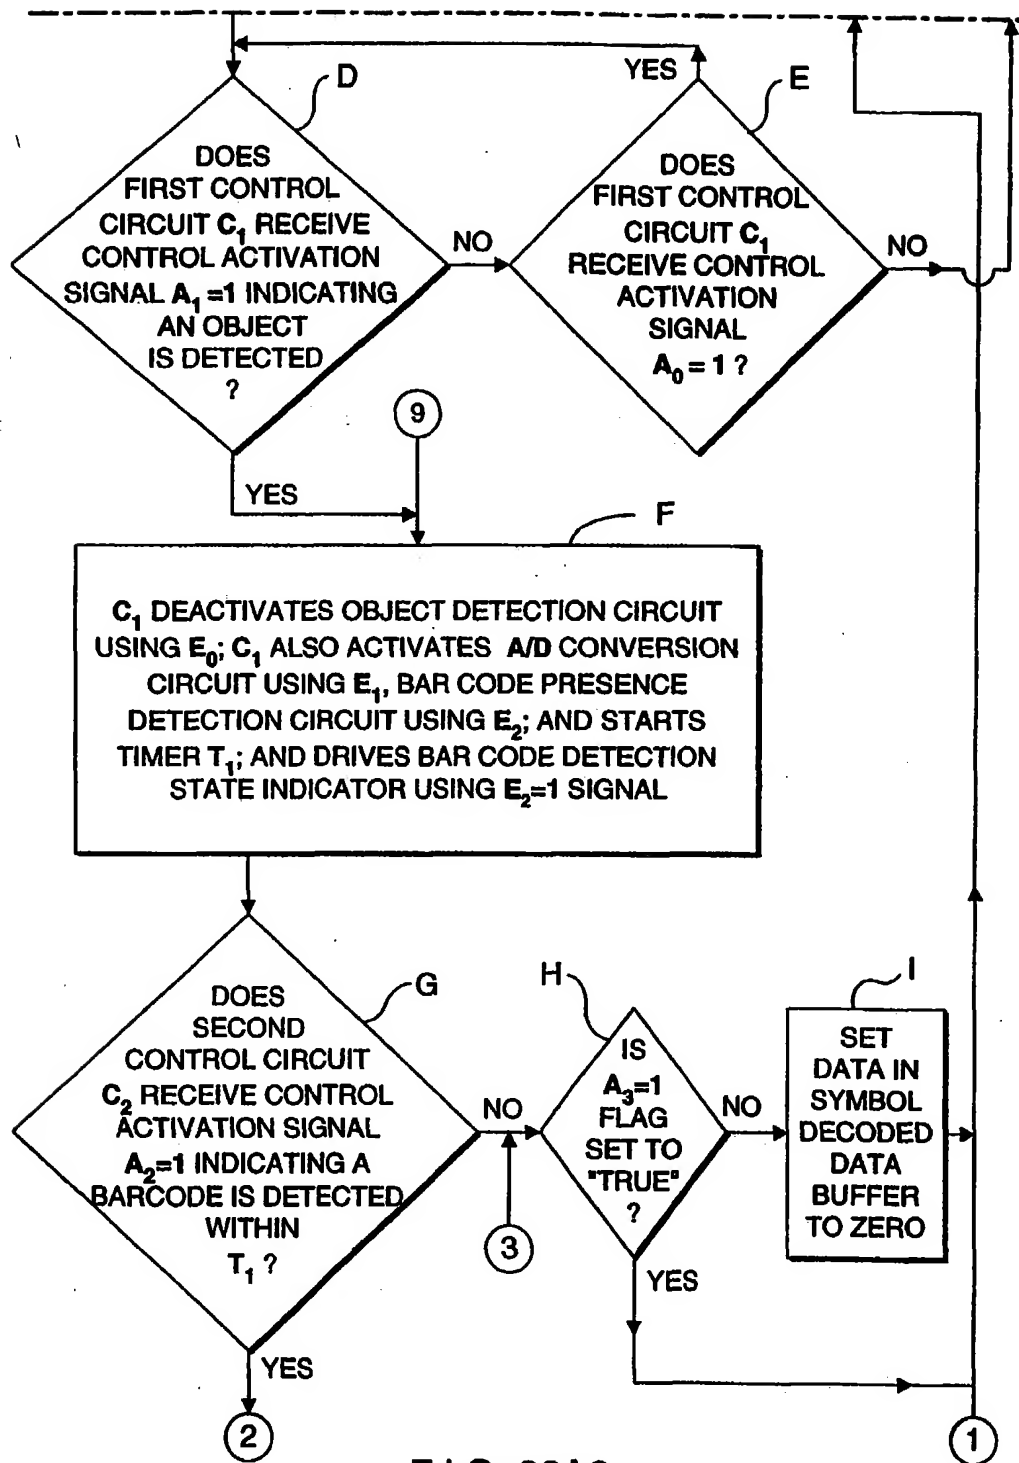 D
DOES
FIRST CONTROL
CIRCUIT C₁ RECEIVE
CONTROL ACTIVATION
SIGNAL A₁ =1 INDICATING
AN OBJECT
IS DETECTED
?
NO
YES
E
YES
DOES
FIRST CONTROL
CIRCUIT C₁
RECEIVE CONTROL
ACTIVATION
SIGNAL
A₀ = 1 ?
NO
9
F
C₁ DEACTIVATES OBJECT DETECTION CIRCUIT
USING E₀; C₁ ALSO ACTIVATES A/D CONVERSION
CIRCUIT USING E₁, BAR CODE PRESENCE
DETECTION CIRCUIT USING E₂; AND STARTS
TIMER T₁; AND DRIVES BAR CODE DETECTION
STATE INDICATOR USING E₂=1 SIGNAL
G
DOES
SECOND
CONTROL CIRCUIT
C₂ RECEIVE CONTROL
ACTIVATION SIGNAL
A₂=1 INDICATING A
BARCODE IS DETECTED
WITHIN
T₁ ?
NO
YES
2
3
H
IS
A₃=1
FLAG
SET TO
"TRUE"
?
NO
YES
I
SET
DATA IN
SYMBOL
DECODED
DATA
BUFFER
TO ZERO
1